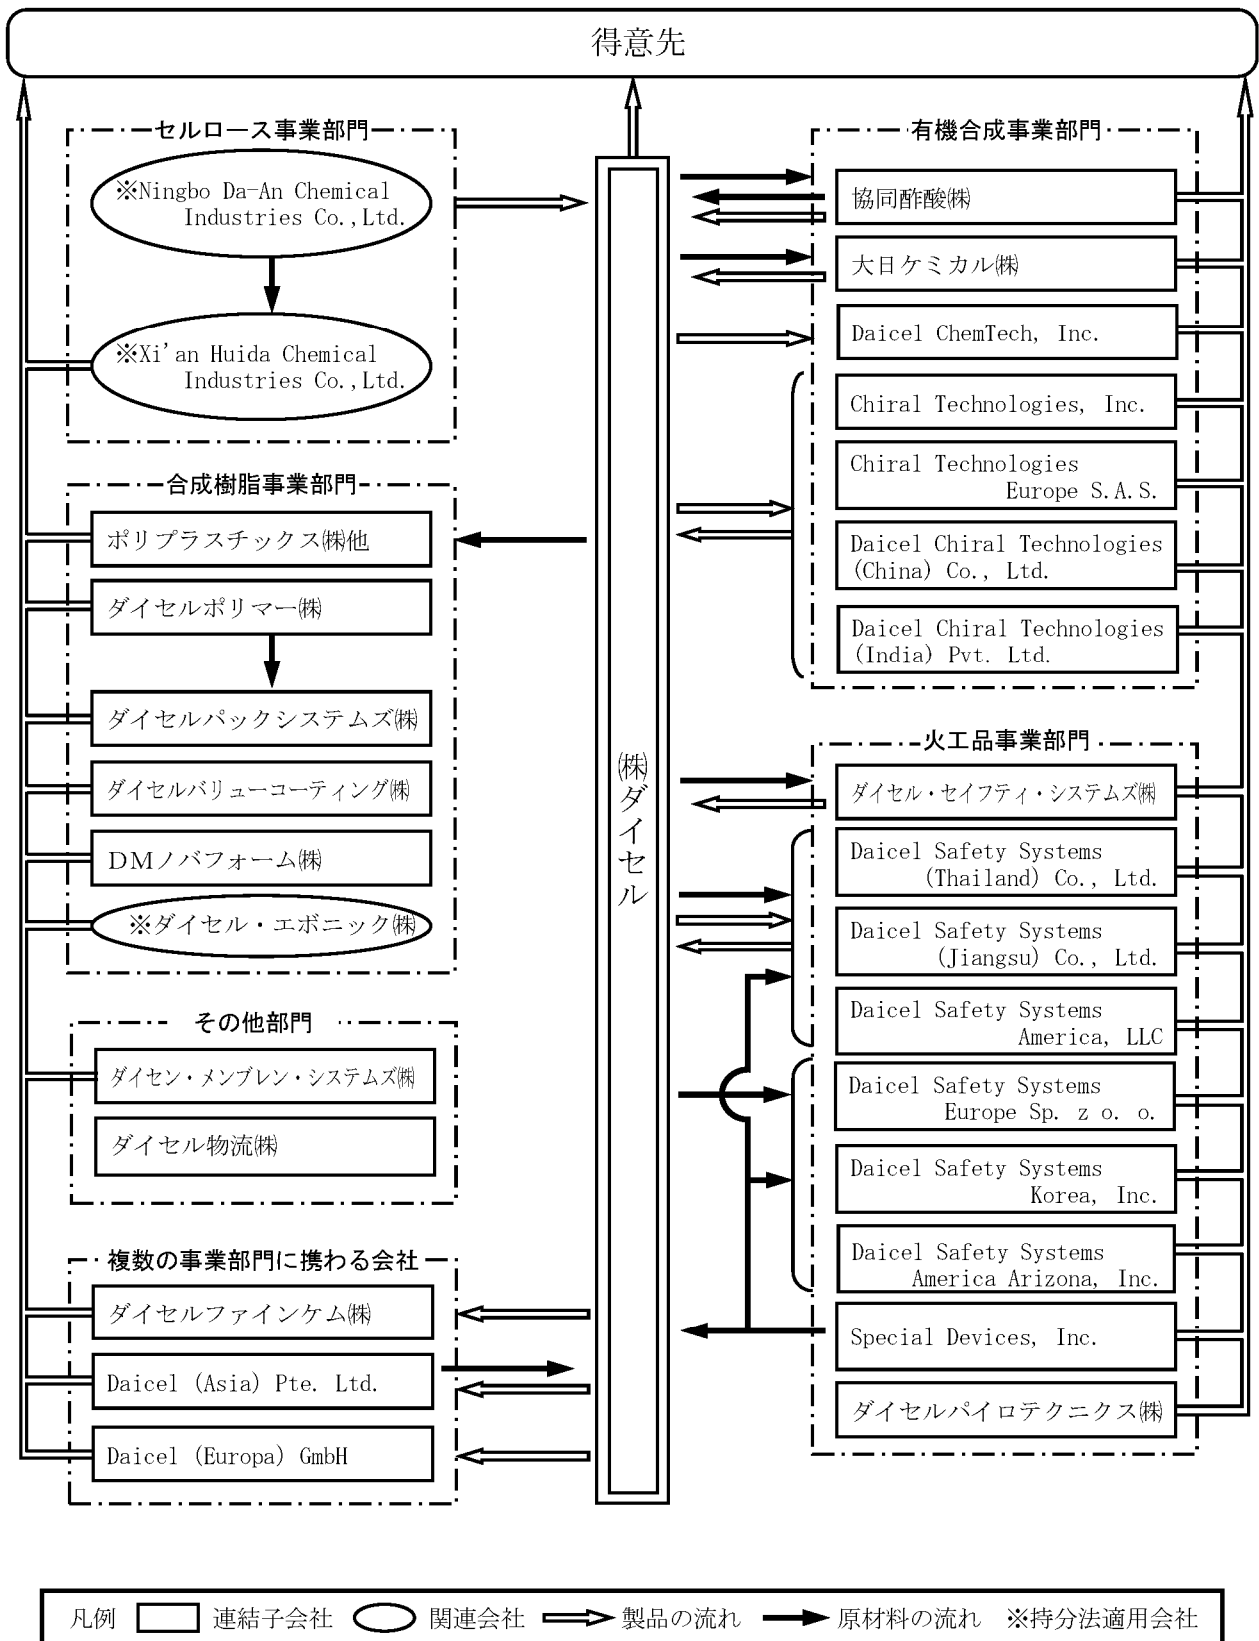 得意先
セルロース事業部門
※Ningbo Da-An Chemical
Industries Co.,Ltd.
※Xi'an Huida Chemical
Industries Co.,Ltd.
合成樹脂事業部門
ポリプラスチックス㈱他
ダイセルポリマー㈱
ダイセルパックシステムズ㈱
ダイセルバリューコーティング㈱
DMノバフォーム㈱
※ダイセル・エボニック㈱
その他部門
ダイセン・メンブレン・システムズ㈱
ダイセル物流㈱
複数の事業部門に携わる会社
ダイセルファインケム㈱
Daicel (Asia) Pte. Ltd.
Daicel (Europa) GmbH
㈱ダイセル
有機合成事業部門
協同酢酸㈱
大日ケミカル㈱
Daicel ChemTech, Inc.
Chiral Technologies, Inc.
Chiral Technologies
Europe S.A.S.
Daicel Chiral Technologies
(China) Co., Ltd.
Daicel Chiral Technologies
(India) Pvt. Ltd.
火工品事業部門
ダイセル・セイフティ・システムズ㈱
Daicel Safety Systems
(Thailand) Co., Ltd.
Daicel Safety Systems
(Jiangsu) Co., Ltd.
Daicel Safety Systems
America, LLC
Daicel Safety Systems
Europe Sp. z o. o.
Daicel Safety Systems
Korea, Inc.
Daicel Safety Systems
America Arizona, Inc.
Special Devices, Inc.
ダイセルパイロテクニクス㈱
凡例 連結子会社 関連会社 製品の流れ 原材料の流れ ※持分法適用会社